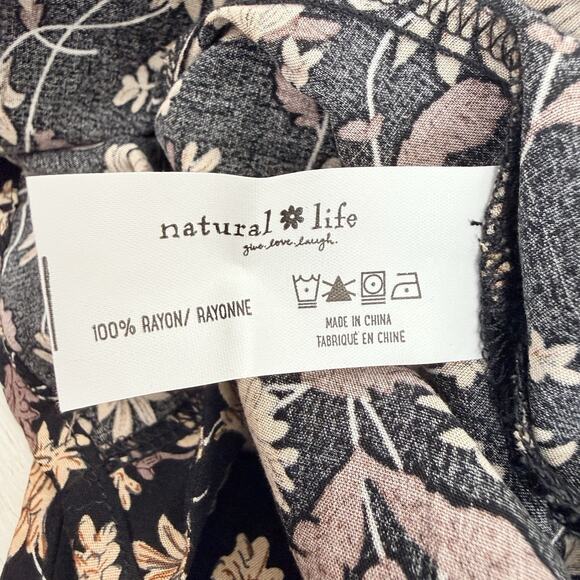 natural life
give. love. laugh.
100% RAYON/ RAYONNE
MADE IN CHINA
FABRIQUÉ EN CHINE